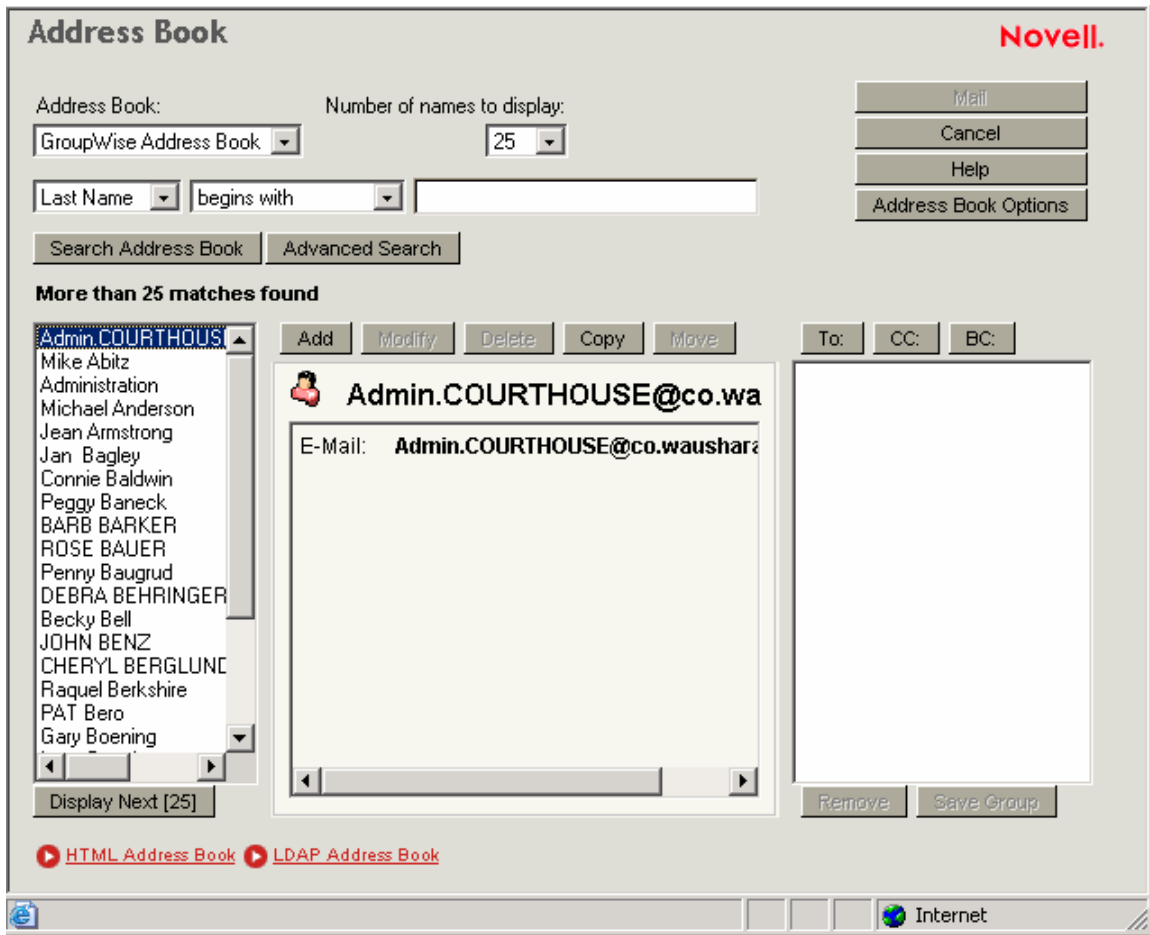 Address Book
Novell.
Address Book:
Number of names to display:
GroupWise Address Book
25
Mail
Cancel
Help
Address Book Options
Last Name
begins with
Search Address Book
Advanced Search
More than 25 matches found
Admin.COURTHOUS
Mike Abitz
Administration
Michael Anderson
Jean Armstrong
Jan Bagley
Connie Baldwin
Peggy Baneck
BARB BARKER
ROSE BAUER
Penny Baugrud
DEBRA BEHRINGER
Becky Bell
JOHN BENZ
CHERYL BERGLUND
Raquel Berkshire
PAT Bero
Gary Boening
Display Next [25]
Add
Modify
Delete
Copy
Move
Admin.COURTHOUSE@co.wa
E-Mail: Admin.COURTHOUSE@co.waushara
To:
CC:
BC:
Remove
Save Group
HTML Address Book
LDAP Address Book
Internet